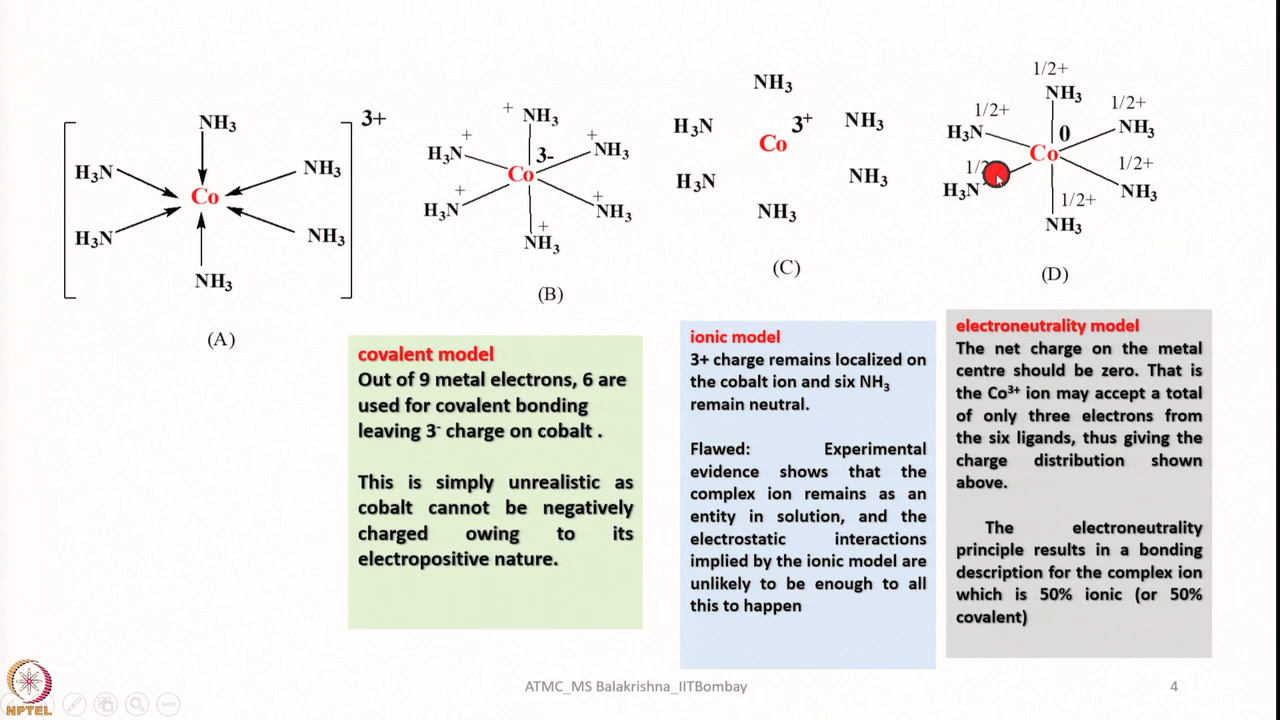 NH3
H3N
NH3
Co
H3N
NH3
NH3
3+
(A)
+
NH3
+
H3N
+
NH3
3-
Co
+
H3N
+
NH3
+
NH3
(B)
NH3
H3N
3+
NH3
Co
H3N
NH3
NH3
(C)
1/2+
NH3
1/2+
H3N
1/2+
NH3
0
Co
1/2
H3N
1/2+
NH3
1/2+
NH3
(D)
covalent model
Out of 9 metal electrons, 6 are
used for covalent bonding
leaving 3- charge on cobalt .
This is simply unrealistic as
cobalt cannot be negatively
charged owing to its
electropositive nature.
ionic model
3+ charge remains localized on
the cobalt ion and six NH3
remain neutral.
Flawed: Experimental
evidence shows that the
complex ion remains as an
entity in solution, and the
electrostatic interactions
implied by the ionic model are
unlikely to be enough to all
this to happen
electroneutrality model
The net charge on the metal
centre should be zero. That is
the Co3+ ion may accept a total
of only three electrons from
the six ligands, thus giving the
charge distribution shown
above.
The electroneutrality
principle results in a bonding
description for the complex ion
which is 50% ionic (or 50%
covalent)
NPTEL
ATMC_MS Balakrishna_IITBombay
4